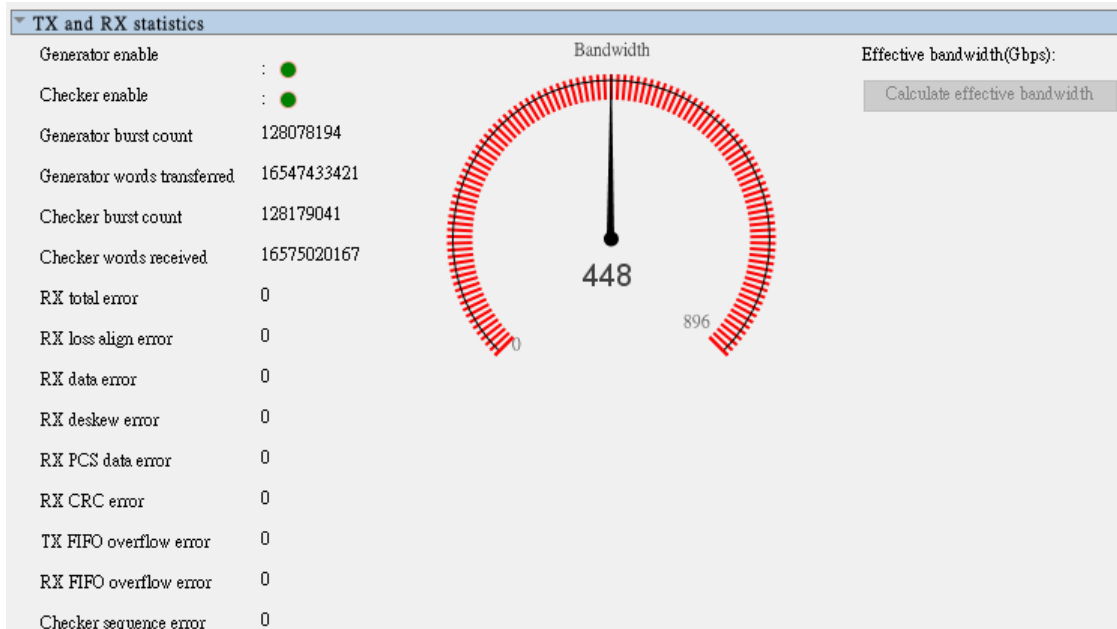 TX and RX statistics
Generator enable :
Checker enable :
Generator burst count 128078194
Generator words transferred 16547433421
Checker burst count 128179041
Checker words received 16575020167
RX total error 0
RX loss align error 0
RX data error 0
RX deskew error 0
RX PCS data error 0
RX CRC error 0
TX FIFO overflow error 0
RX FIFO overflow error 0
Checker sequence error 0
Bandwidth
448
0
896
Effective bandwidth(Gbps):
Calculate effective bandwidth